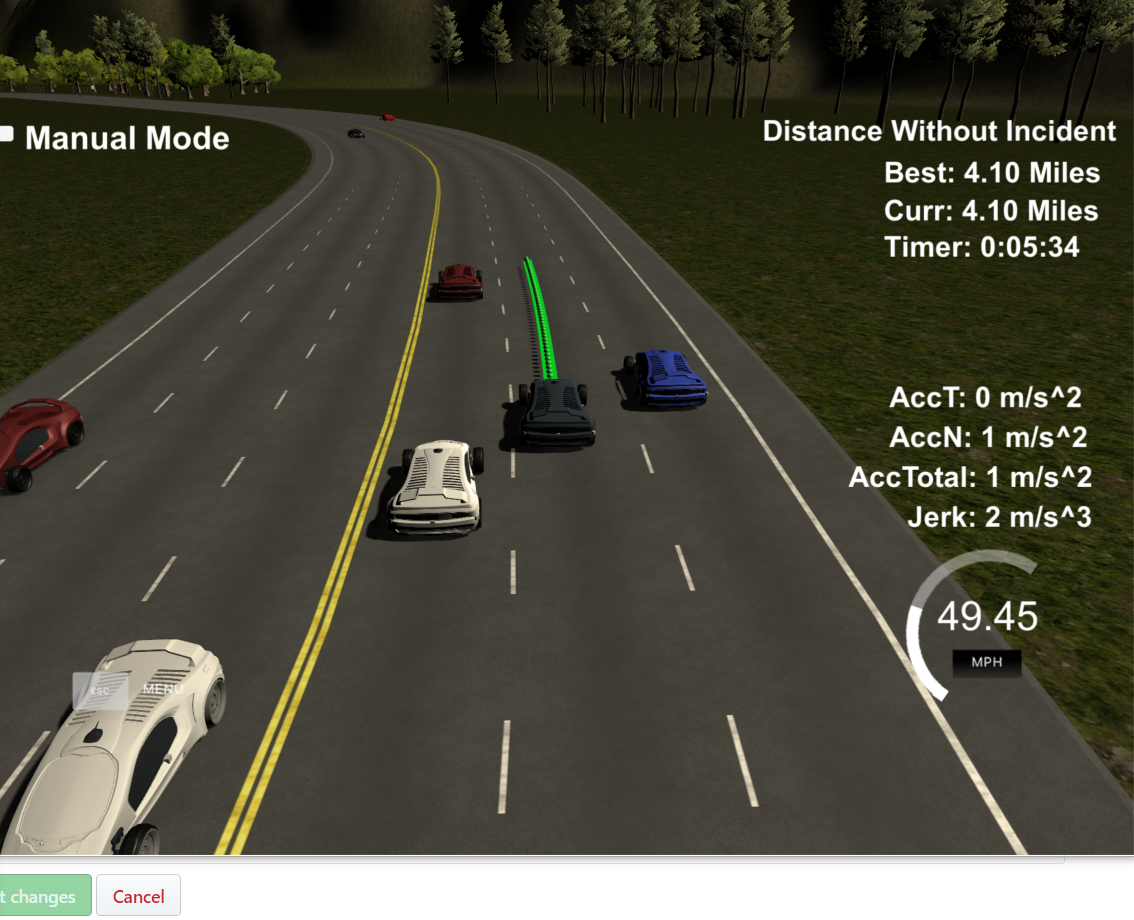 Manual Mode
Distance Without Incident
Best: 4.10 Miles
Curr: 4.10 Miles
Timer: 0:05:34
AccT: 0 m/s^2
AccN: 1 m/s^2
AccTotal: 1 m/s^2
Jerk: 2 m/s^3
49.45
MPH
ESC MENU
t changes Cancel